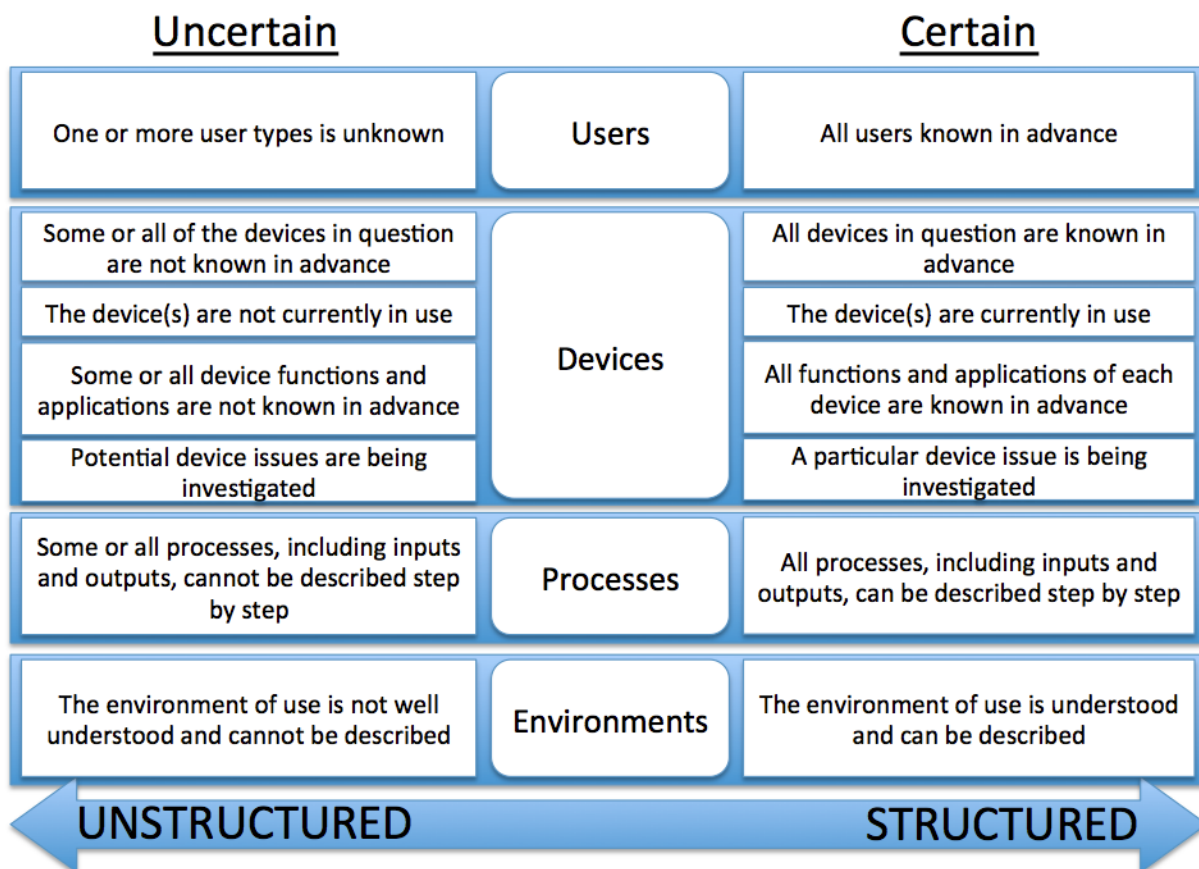 Uncertain
Certain
One or more user types is unknown
Users
All users known in advance
Some or all of the devices in question
are not known in advance
The device(s) are not currently in use
Some or all device functions and
applications are not known in advance
Potential device issues are being
investigated
Devices
All devices in question are known in
advance
The device(s) are currently in use
All functions and applications of each
device are known in advance
A particular device issue is being
investigated
Some or all processes, including inputs
and outputs, cannot be described step
by step
Processes
All processes, including inputs and
outputs, can be described step by step
The environment of use is not well
understood and cannot be described
Environments
The environment of use is understood
and can be described
UNSTRUCTURED
STRUCTURED